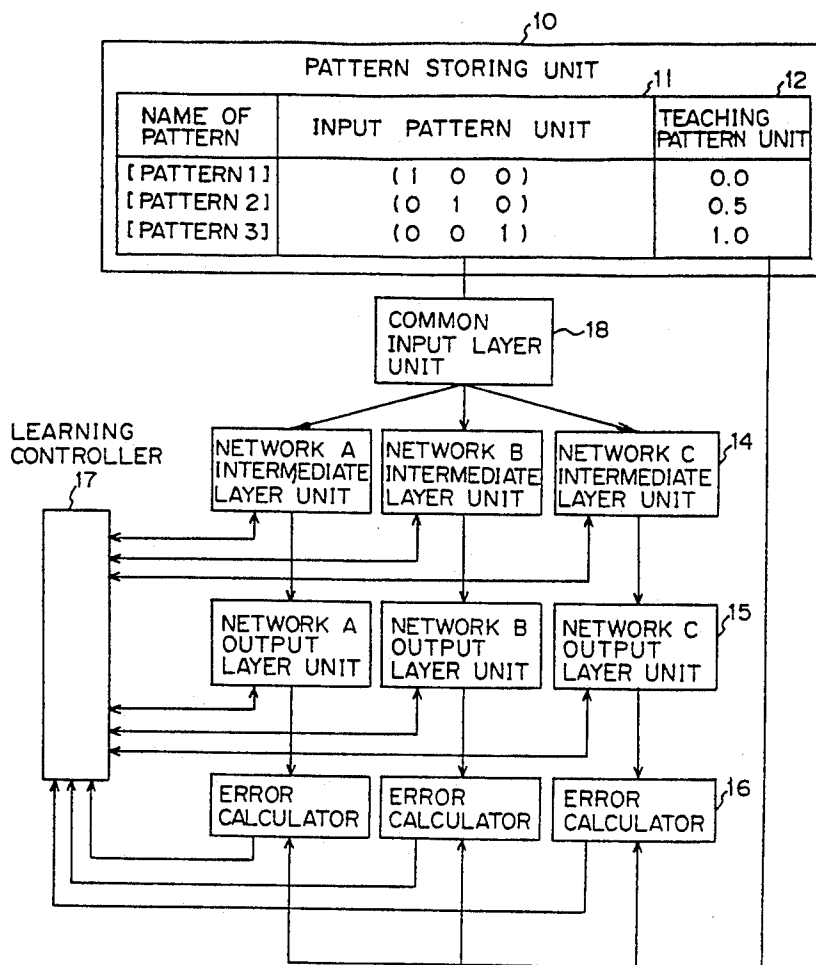 10
PATTERN STORING UNIT
11
12
NAME OF
PATTERN
INPUT PATTERN UNIT
TEACHING
PATTERN UNIT
[PATTERN 1] (1 0 0) 0.0
[PATTERN 2] (0 1 0) 0.5
[PATTERN 3] (0 0 1) 1.0
COMMON
INPUT LAYER
UNIT
18
LEARNING
CONTROLLER
17
NETWORK A
INTERMEDIATE
LAYER UNIT
NETWORK B
INTERMEDIATE
LAYER UNIT
NETWORK C
INTERMEDIATE
LAYER UNIT
14
NETWORK A
OUTPUT
LAYER UNIT
NETWORK B
OUTPUT
LAYER UNIT
NETWORK C
OUTPUT
LAYER UNIT
15
ERROR
CALCULATOR
ERROR
CALCULATOR
ERROR
CALCULATOR
16